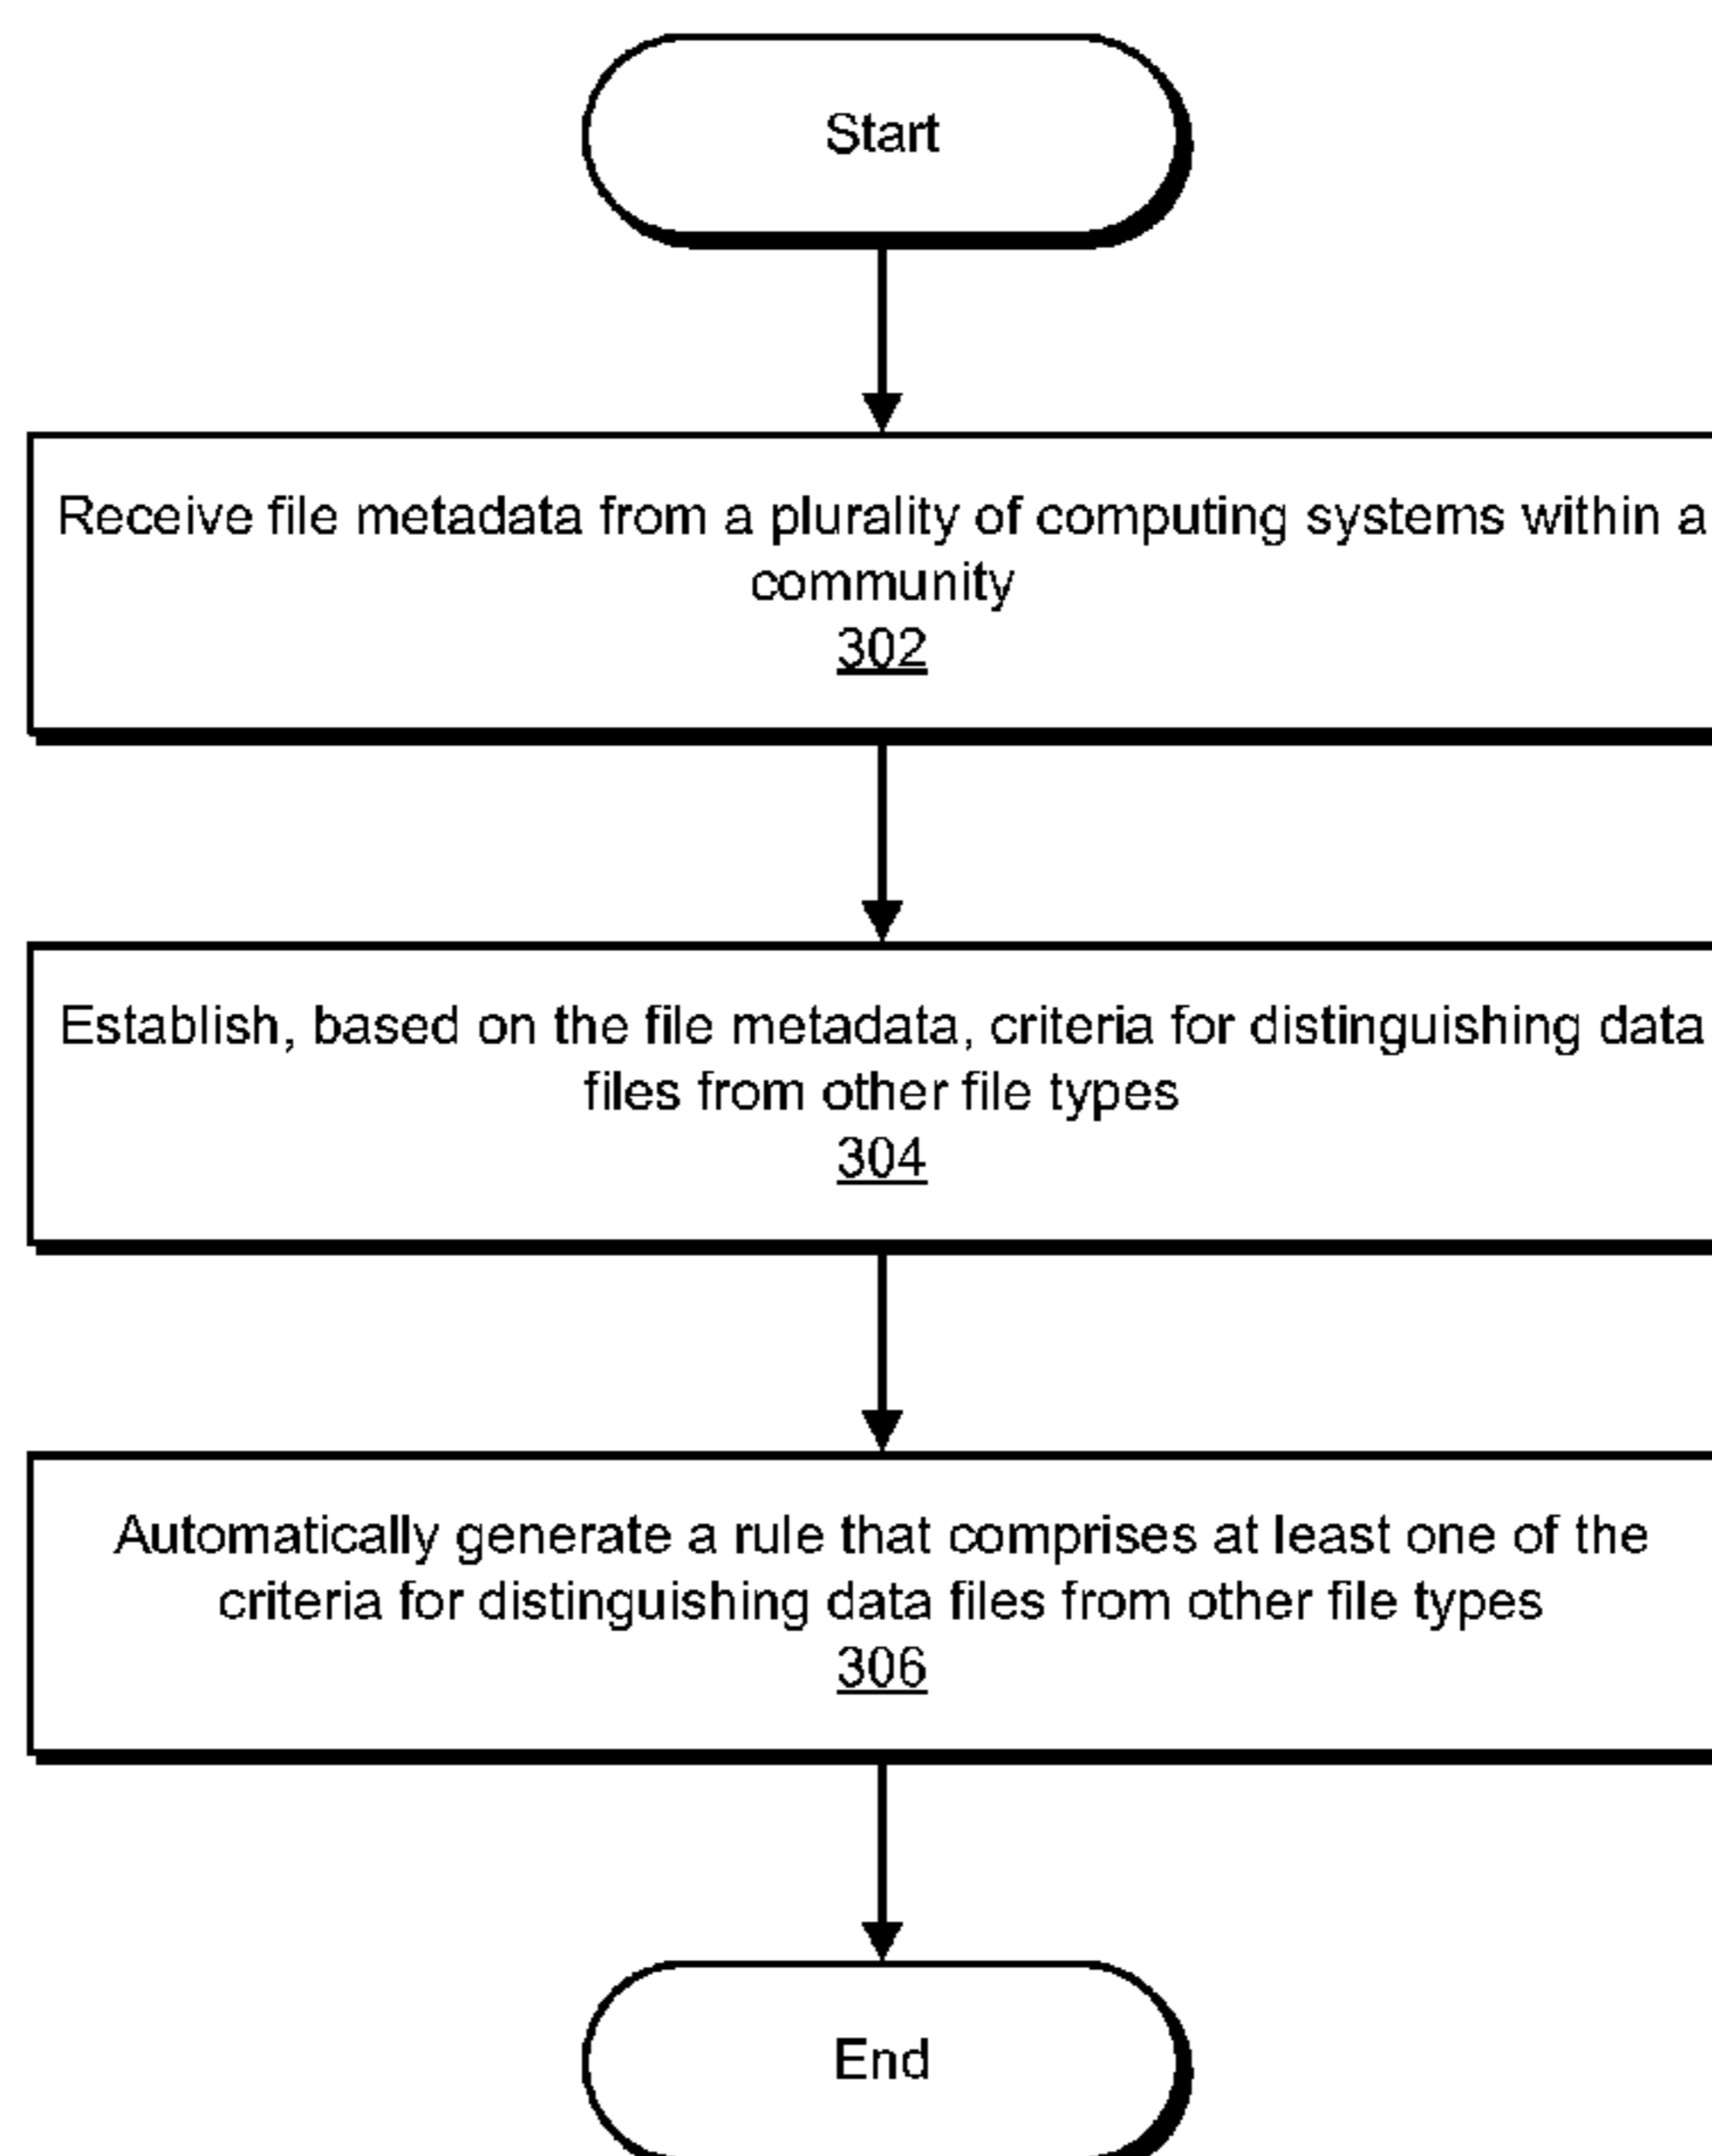 Start
Receive file metadata from a plurality of computing systems within a
community
302
Establish, based on the file metadata, criteria for distinguishing data
files from other file types
304
Automatically generate a rule that comprises at least one of the
criteria for distinguishing data files from other file types
306
End